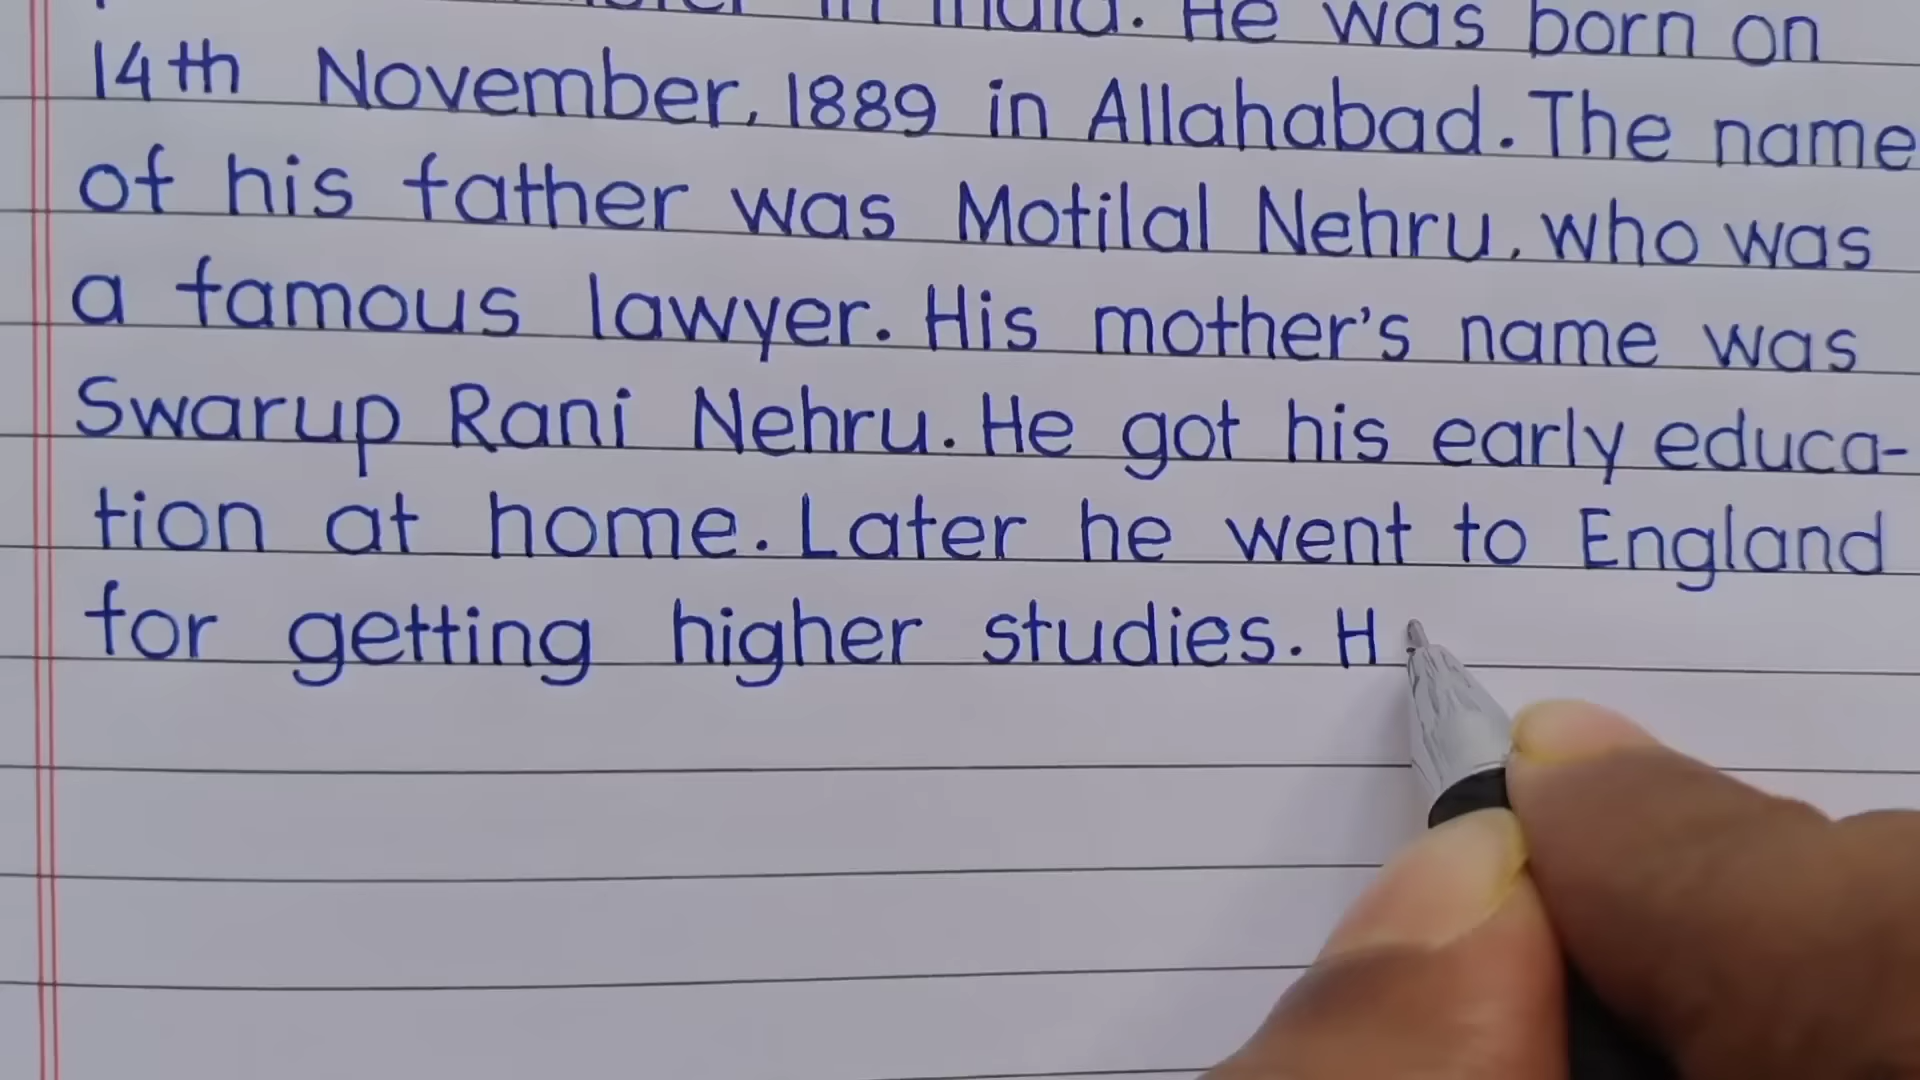 in India. He was born on
14th November, 1889 in Allahabad. The name
of his father was Motilal Nehru, who was
a famous lawyer. His mother's name was
Swarup Rani Nehru. He got his early educa-
tion at home. Later he went to England
for getting higher studies. H